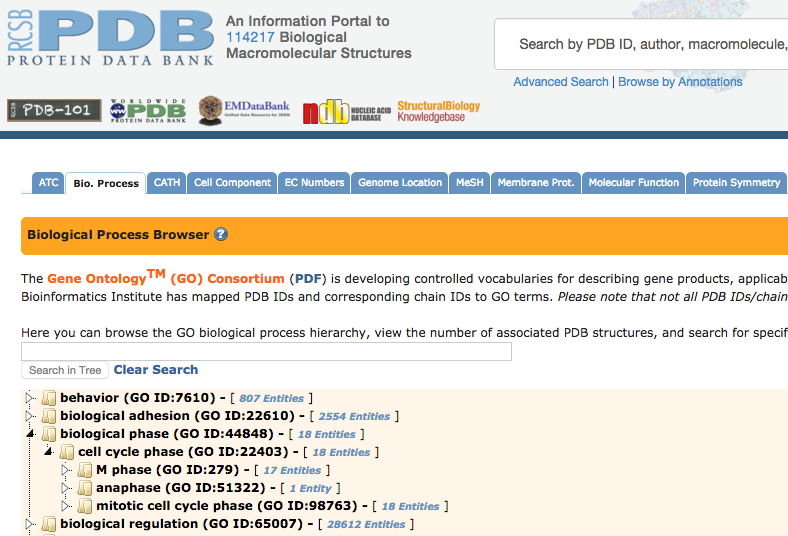 RCSB PDB
PROTEIN DATA BANK
An Information Portal to
114217 Biological
Macromolecular Structures
Search by PDB ID, author, macromolecule,
Advanced Search | Browse by Annotations
RCSB PDB-101
WORLDWIDE
PDB
PROTEIN DATA BANK
EMDataBank
Unified Data Resource for 3DEM
ndb NUCLEIC ACID
DATABASE
StructuralBiology
Knowledgebase
ATC Bio. Process CATH Cell Component EC Numbers Genome Location MeSH Membrane Prot. Molecular Function Protein Symmetry
Biological Process Browser ?
The Gene Ontology™ (GO) Consortium (PDF) is developing controlled vocabularies for describing gene products, applicab
Bioinformatics Institute has mapped PDB IDs and corresponding chain IDs to GO terms. Please note that not all PDB IDs/chain
Here you can browse the GO biological process hierarchy, view the number of associated PDB structures, and search for specif
Search in Tree Clear Search
behavior (GO ID:7610) - [ 807 Entities ]
biological adhesion (GO ID:22610) - [ 2554 Entities ]
biological phase (GO ID:44848) - [ 18 Entities ]
cell cycle phase (GO ID:22403) - [ 18 Entities ]
M phase (GO ID:279) - [ 17 Entities ]
anaphase (GO ID:51322) - [ 1 Entity ]
mitotic cell cycle phase (GO ID:98763) - [ 18 Entities ]
biological regulation (GO ID:65007) - [ 28612 Entities ]